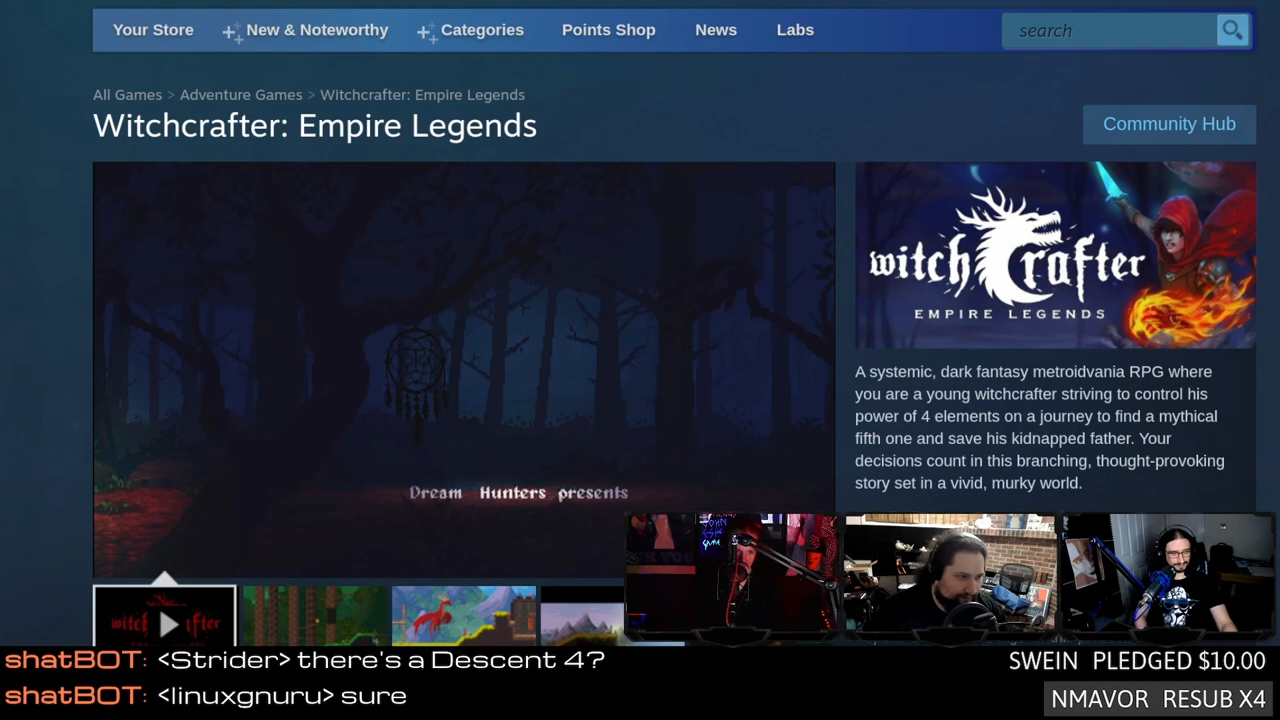 Your Store
New & Noteworthy
Categories
Points Shop
News
Labs
search
All Games > Adventure Games > Witchcrafter: Empire Legends
Witchcrafter: Empire Legends
Community Hub
witch crafter
EMPIRE LEGENDS
Dream Hunters presents
A systemic, dark fantasy metroidvania RPG where
you are a young witchcrafter striving to control his
power of 4 elements on a journey to find a mythical
fifth one and save his kidnapped father. Your
decisions count in this branching, thought-provoking
story set in a vivid, murky world.
shatBOT: <Strider> there's a Descent 4?
shatBOT: <linuxgnuru> sure
SWEIN PLEDGED $10.00
NMAVOR RESUB X4